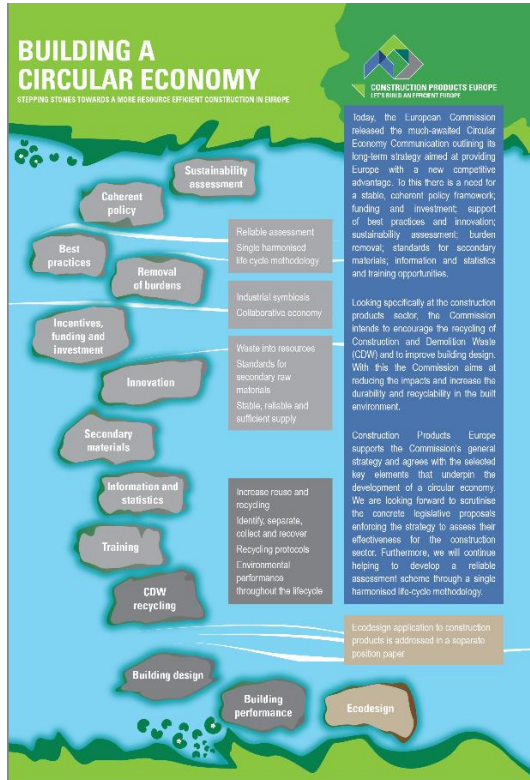 BUILDING A
CIRCULAR ECONOMY
STEPPING STONES TOWARDS A MORE RESOURCE EFFICIENT CONSTRUCTION IN EUROPE
CONSTRUCTION PRODUCTS EUROPE
LET'S BUILD AN EFFICIENT EUROPE
Today, the European Commission
released the much-awaited Circular
Economy Communication outlining its
long-term strategy aimed at providing
Europe with a new competitive
advantage. To this there is a need for
a stable, coherent policy framework;
funding and investment; support
of best practices and innovation;
sustainability assessment; burden
removal; standards for secondary
materials; information and statistics
and training opportunities.
Looking specifically at the construction
products sector, the Commission
intends to encourage the recycling of
Construction and Demolition Waste
(CDW) and to improve building design.
With this the Commission aims at
reducing the impacts and increase the
durability and recyclability in the built
environment.
Construction Products Europe
supports the Commission's general
strategy and agrees with the selected
key elements that underpin the
development of a circular economy.
We are looking forward to scrutinise
the concrete legislative proposals
enforcing the strategy to assess their
effectiveness for the construction
sector. Furthermore, we will continue
helping to develop a reliable
assessment scheme through a single
harmonised life-cycle methodology.
Ecodesign application to construction
products is addressed in a separate
position paper
Sustainability
assessment
Coherent
policy
Best
practices
Removal
of burdens
Incentives,
funding and
investment
Innovation
Secondary
materials
Information and
statistics
Training
CDW
recycling
Building design
Building
performance
Ecodesign
Reliable assessment
Single harmonised
life cycle methodology
Industrial symbiosis
Collaborative economy
Waste into resources
Standards for
secondary raw
materials
Stable, reliable and
sufficient supply
Increase reuse and
recycling
Identify, separate,
collect and recover
Recycling protocols
Environmental
performance
throughout the lifecycle